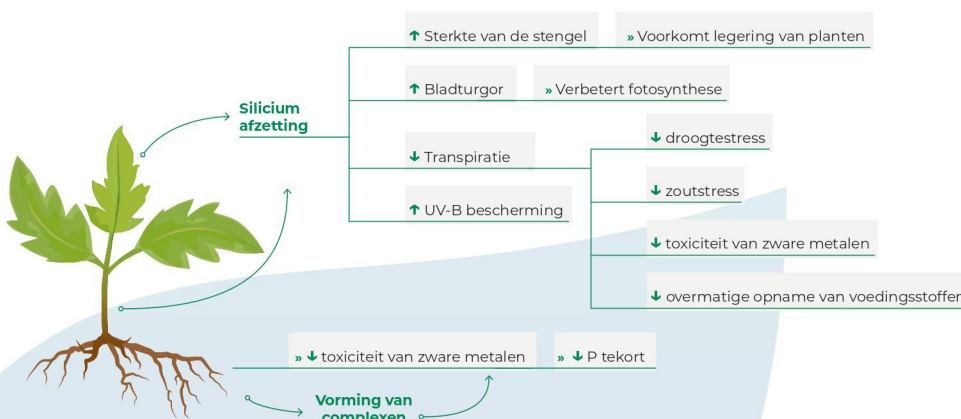 ↑ Sterkte van de stengel » Voorkomt legering van planten
↑ Bladturgor » Verbetert fotosynthese
Silicium
afzetting
↓ Transpiratie
↑ UV-B bescherming
↓ droogtestress
↓ zoutstress
↓ toxiciteit van zware metalen
↓ overmatige opname van voedingsstoffen
» ↓ toxiciteit van zware metalen » ↓ P tekort
Vorming van
complexen